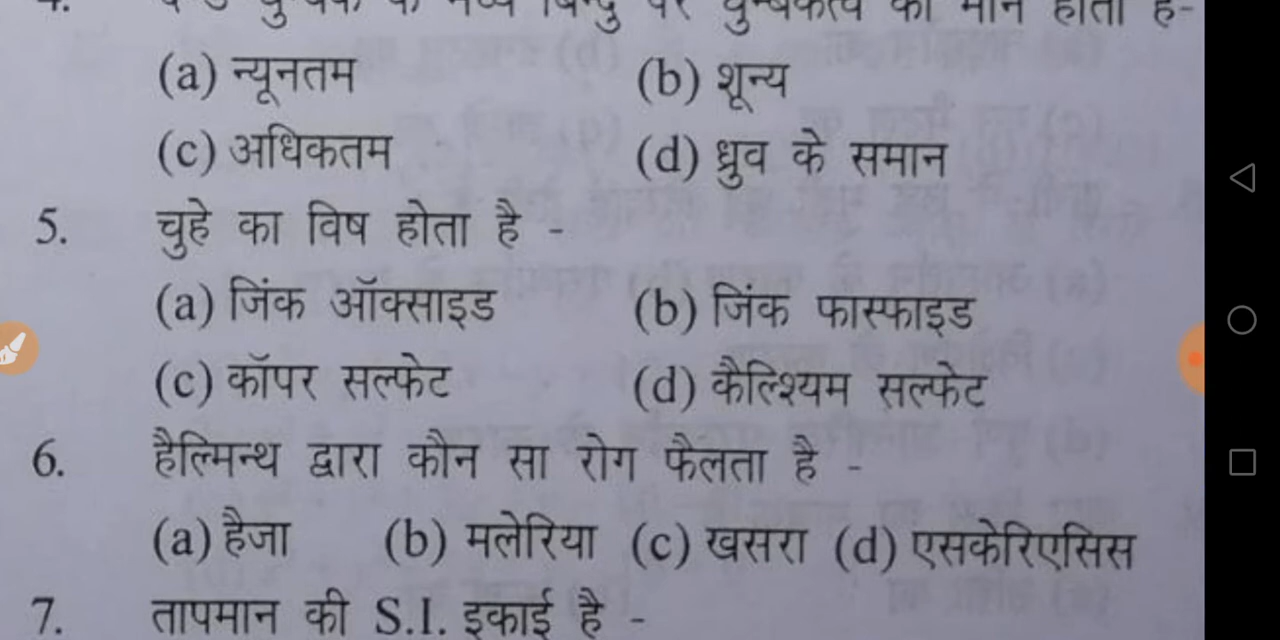 (a) न्यूनतम (b) शून्य
(c) अधिकतम (d) ध्रुव के समान
5. चुहे का विष होता है -
(a) जिंक ऑक्साइड (b) जिंक फास्फाइड
(c) कॉपर सल्फेट (d) कैल्श्यिम सल्फेट
6. हैल्मिन्थ द्वारा कौन सा रोग फैलता है -
(a) हैजा (b) मलेरिया (c) खसरा (d) एसकेरिएसिस
7. तापमान की S.I. इकाई है -